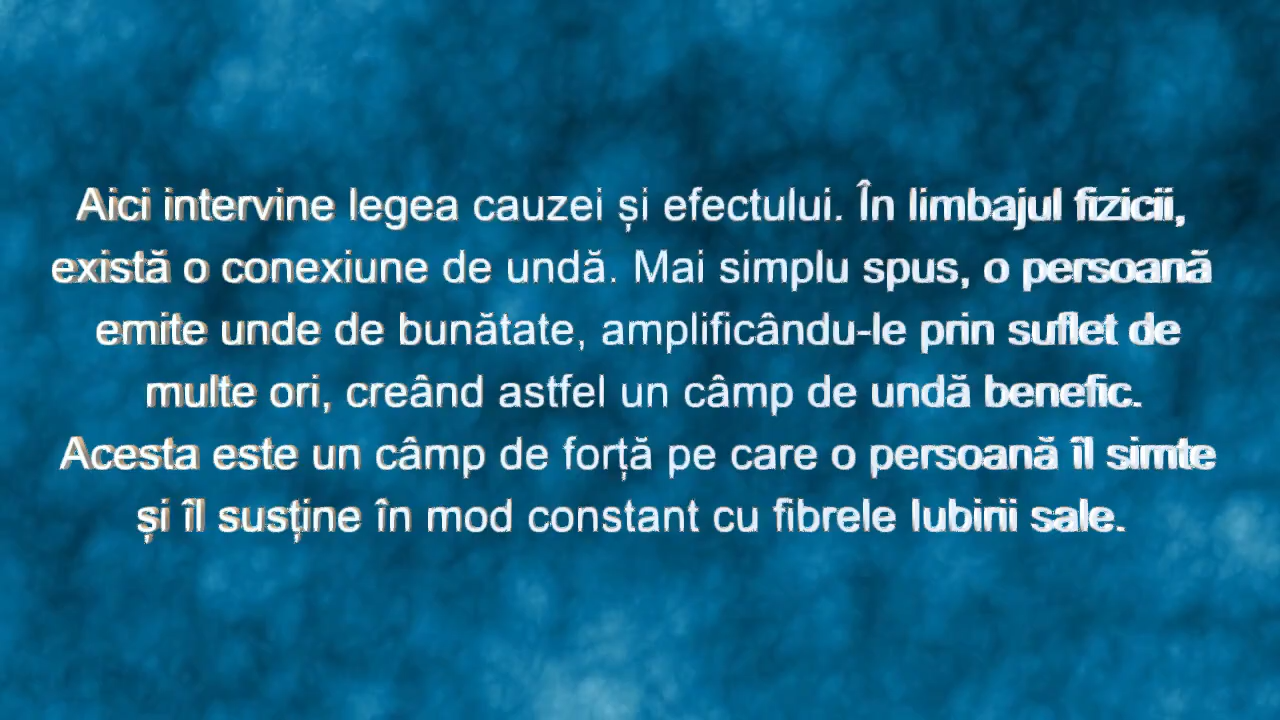 Aici intervine legea cauzei și efectului. În limbajul fizicii,
există o conexiune de undă. Mai simplu spus, o persoană
emite unde de bunătate, amplificându-le prin suflet de
multe ori, creând astfel un câmp de undă benefic.
Acesta este un câmp de forță pe care o persoană îl simte
și îl susține în mod constant cu fibrele Iubirii sale.